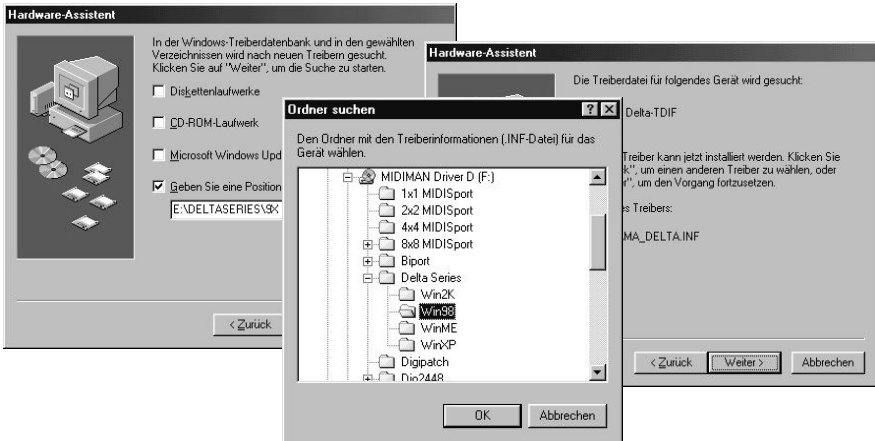 Hardware-Assistent
In der Windows-Treiberdatenbank und in den gewählten
Verzeichnissen wird nach neuen Treibern gesucht.
Klicken Sie auf "Weiter", um die Suche zu starten.
Diskettenlaufwerke
CD-ROM-Laufwerk
Microsoft Windows Upd
Geben Sie eine Position
E:\DELTASERIES\9X
< Zurück
Ordner suchen
Den Ordner mit den Treiberinformationen (.INF-Datei) für das
Gerät wählen.
MIDIMAN Driver D (F:)
1x1 MIDISport
2x2 MIDISport
4x4 MIDISport
8x8 MIDISport
Biport
Delta Series
Win2K
Win98
WinME
WinXP
Digipatch
Dio2448
OK
Abbrechen
Hardware-Assistent
Die Treiberdatei für folgendes Gerät wird gesucht:
Delta-TDIF
Treiber kann jetzt installiert werden. Klicken Sie
k", um einen anderen Treiber zu wählen, oder
r", um den Vorgang fortzusetzen.
es Treibers:
MA_DELTA.INF
< Zurück
Weiter >
Abbrechen